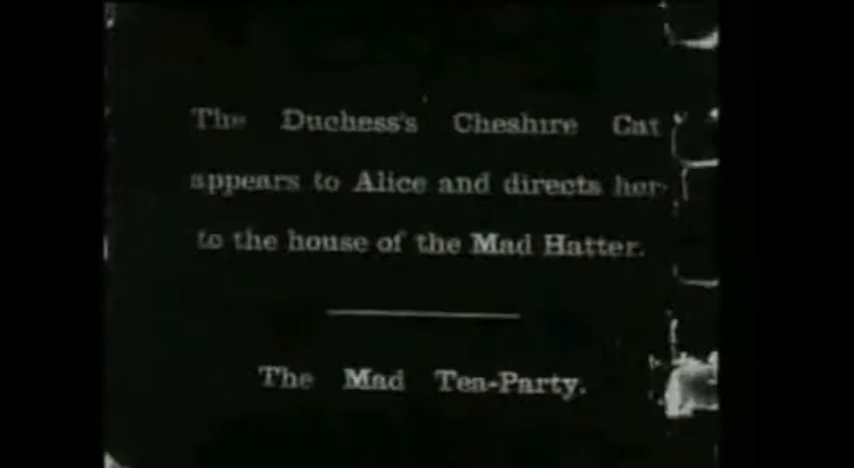 The Duchess's Cheshire Cat
appears to Alice and directs her
to the house of the Mad Hatter.
The Mad Tea-Party.